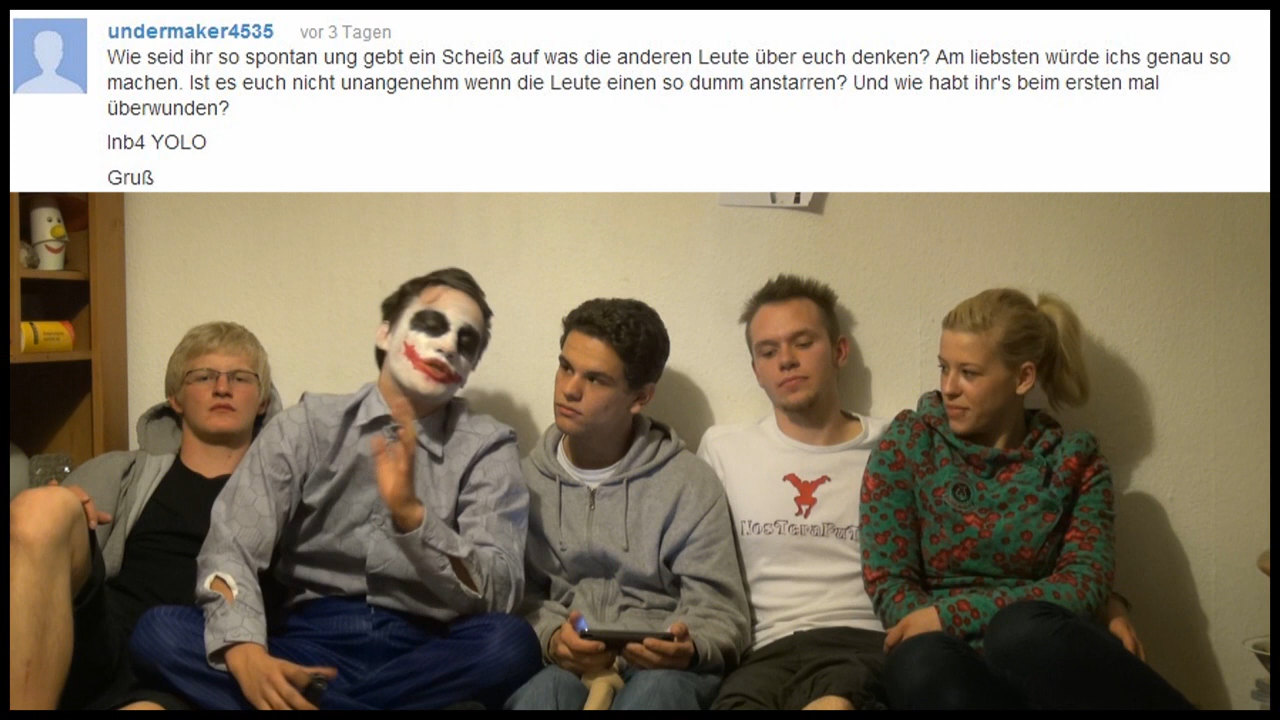 undermaker4535 vor 3 Tagen
Wie seid ihr so spontan ung gebt ein Scheiß auf was die anderen Leute über euch denken? Am liebsten würde ichs genau so
machen. Ist es euch nicht unangenehm wenn die Leute einen so dumm anstarren? Und wie habt ihr's beim ersten mal
überwunden?
Inb4 YOLO
Gruß